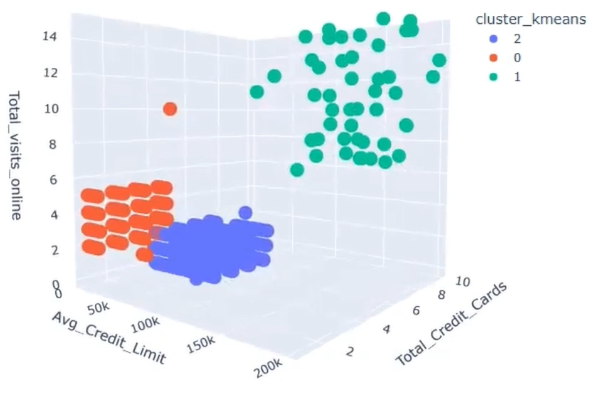 cluster_kmeans
2
0
1
14
12
10
8
6
4
2
0
Total_visits_online
0
50k
100k
150k
200k
Avg_Credit_Limit
2
4
6
8
10
Total_Credit_Cards